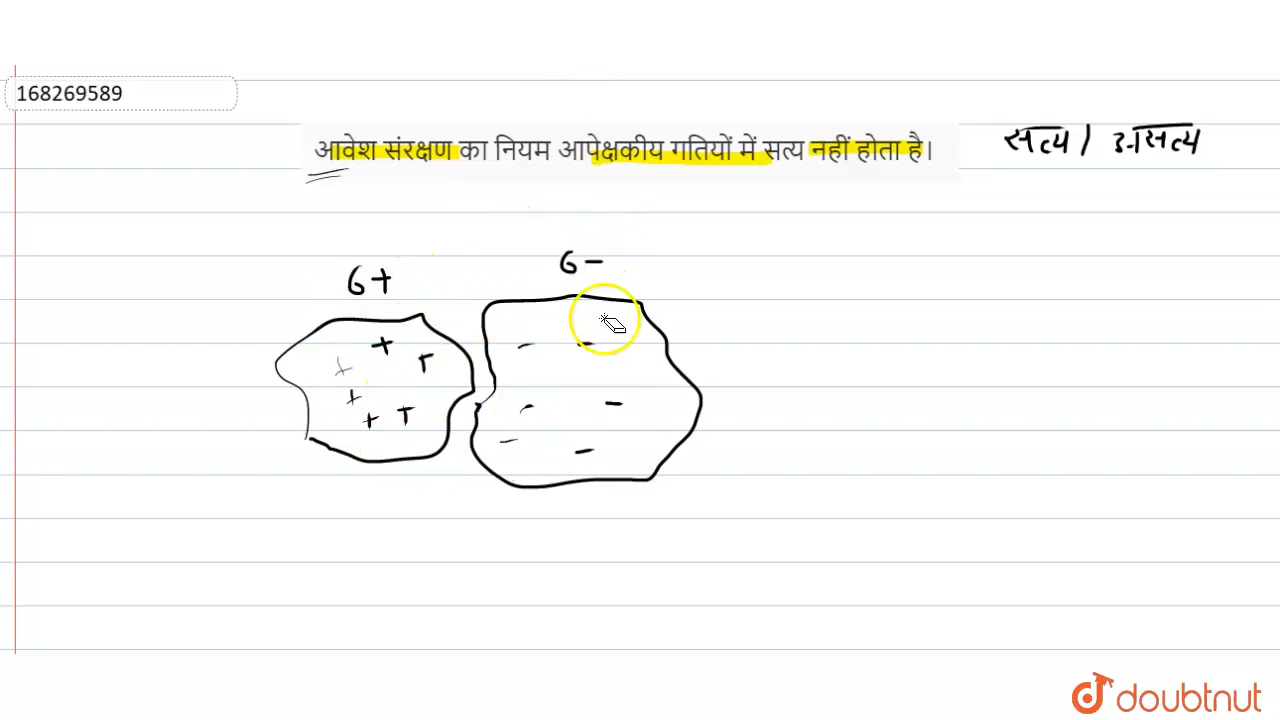 168269589
आवेश संरक्षण का नियम आपेक्षकीय गतियों में सत्य नहीं होता है। सत्य / असत्य
6+ 6-
+ + + + + +
- - - - - -
doubtnut